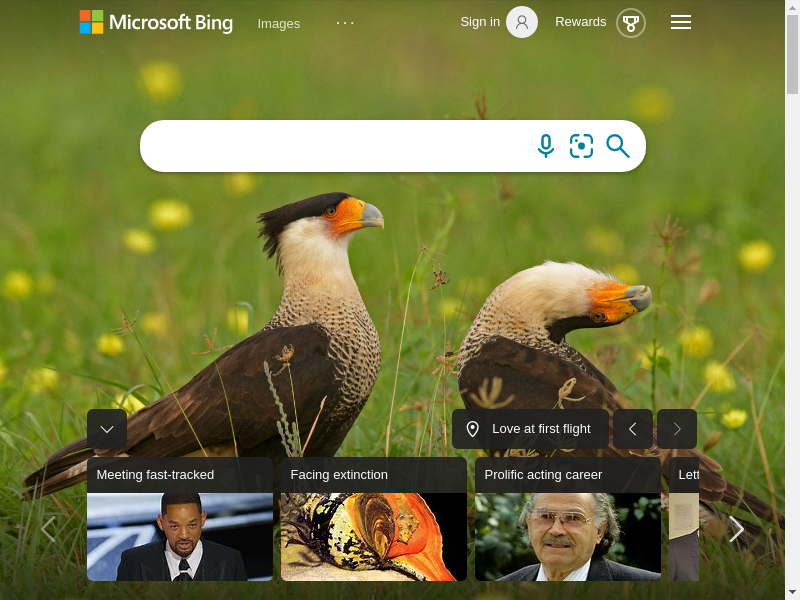 Microsoft Bing
Images
Sign in
Rewards
Love at first flight
Meeting fast-tracked
Facing extinction
Prolific acting career
Lett